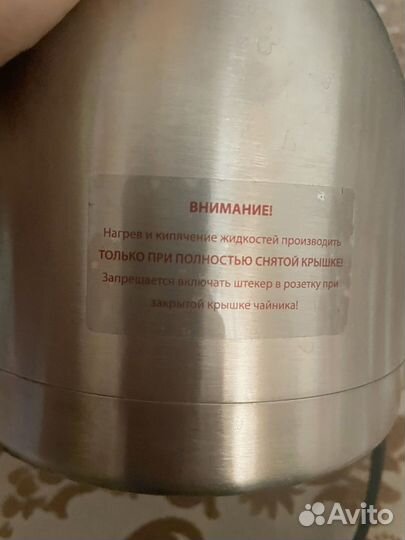 ВНИМАНИЕ!
Нагрев и кипячение жидкостей производить
ТОЛЬКО ПРИ ПОЛНОСТЬЮ СНЯТОЙ КРЫШКЕ!
Запрещается включать штекер в розетку при
закрытой крышке чайника!
Avito